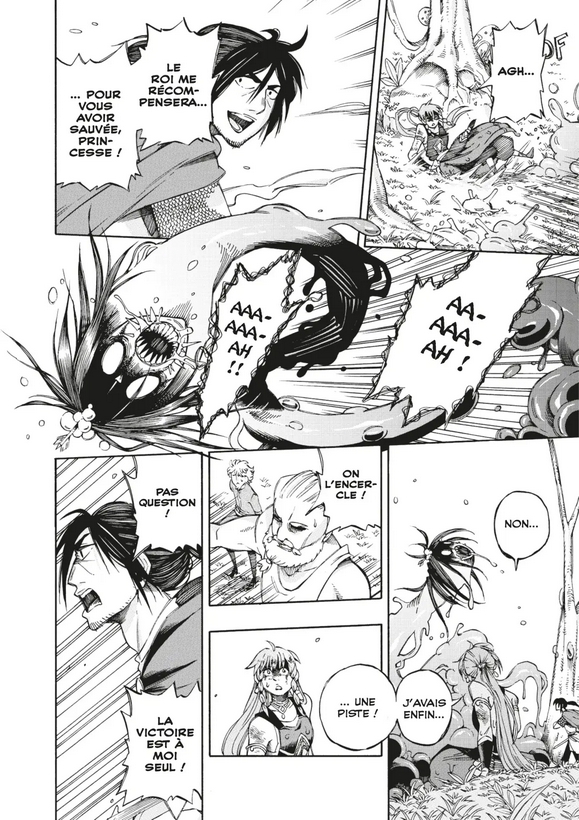 OF
AGH...
LE
ROI ME
RÉCOM-
PENSERA...
... POUR
VOUS
AVOIR
SAUVÉE,
PRIN-
CESSE !
AA-
AAA-
AH !
AAA-
AAA-
AH
!!
NON...
J'AVAIS
ENFIN...
... UNE
PISTE !
ON
L'ENCER-
CLE !
PAS
QUESTION
!
LA
VICTOIRE
EST À
MOI
SEUL !